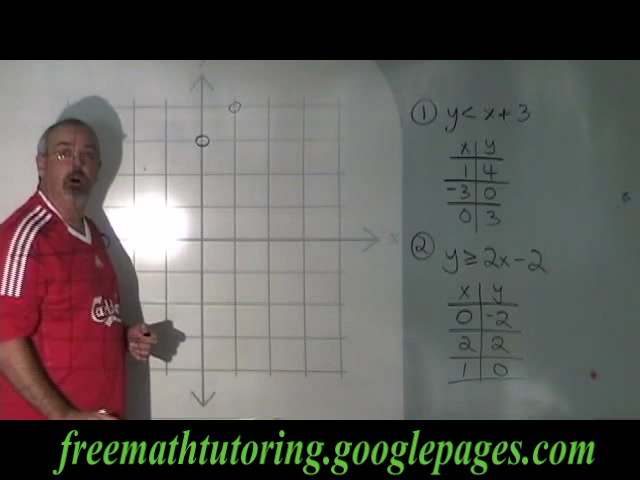 ① y < x + 3
x y
1 4
-3 0
0 3
② y ≥ 2x - 2
x y
0 -2
2 2
1 0
x
freemathtutoring.googlepages.com